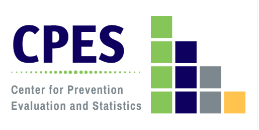 CPES
Center for Prevention
Evaluation and Statistics